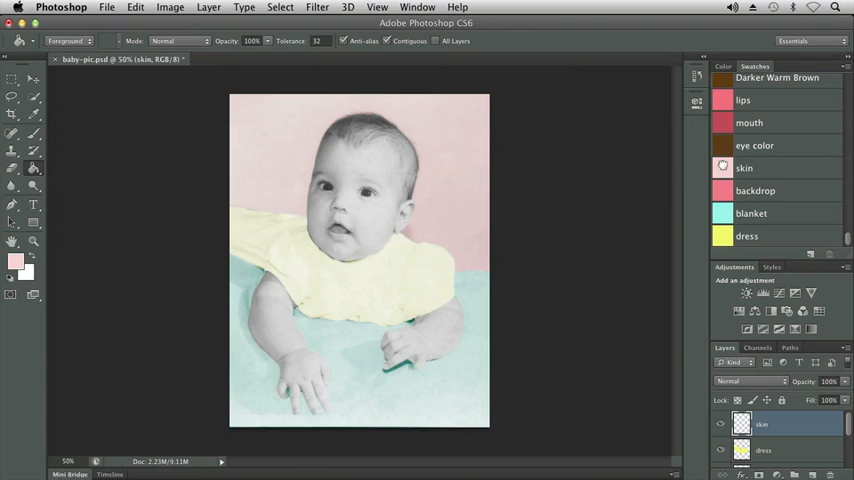 Photoshop File Edit Image Layer Type Select Filter 3D View Window Help
Adobe Photoshop CS6
Foreground Mode: Normal Opacity: 100% Tolerance: 32 Anti-alias Contiguous All Layers Essentials
baby-pic.psd @ 50% (skin, RGB/8) *
Color Swatches
Darker Warm Brown
lips
mouth
eye color
skin
backdrop
blanket
dress
Adjustments Styles
Add an adjustment
Layers Channels Paths
Kind
Normal Opacity: 100%
Lock: Fill: 100%
skin
dress
50% Doc: 2.23M/9.11M
Mini Bridge Timeline